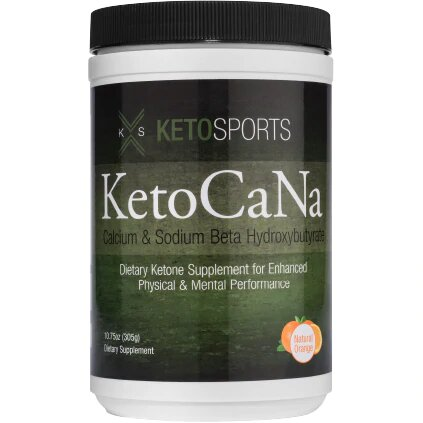 K S KETOSPORTS
KetoCaNa
Calcium & Sodium Beta Hydroxybutyrate
Dietary Ketone Supplement for Enhanced
Physical & Mental Performance
10.75oz (305g)
Dietary Supplement
Natural
Orange